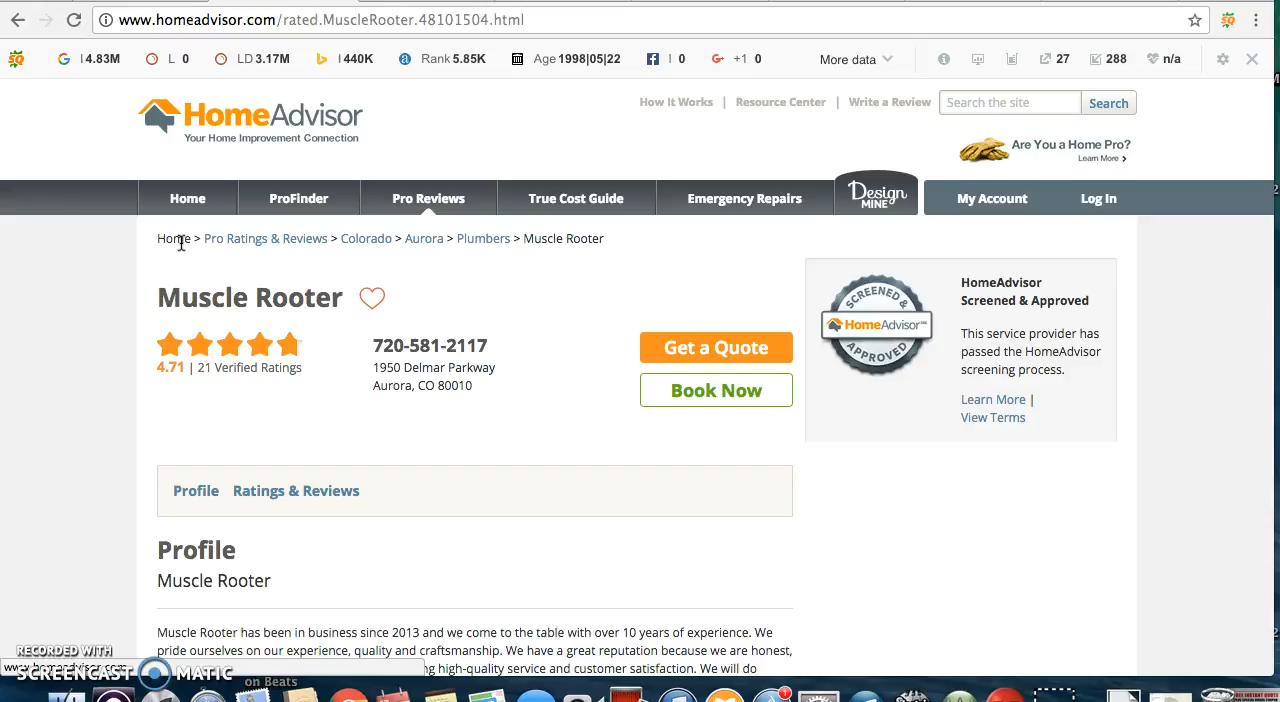 www.homeadvisor.com/rated.MuscleRooter.48101504.html
SQ I 4.83M L 0 LD 3.17M I 440K Rank 5.85K Age 1998|05|22 I 0 +1 0 More data 27 288 n/a
HomeAdvisor
Your Home Improvement Connection
How It Works | Resource Center | Write a Review Search the site Search
Are You a Home Pro?
Learn More >
Home ProFinder Pro Reviews True Cost Guide Emergency Repairs Design MINE My Account Log In
Home > Pro Ratings & Reviews > Colorado > Aurora > Plumbers > Muscle Rooter
Muscle Rooter
4.71 | 21 Verified Ratings
720-581-2117
1950 Delmar Parkway
Aurora, CO 80010
Get a Quote
Book Now
SCREENED &
HomeAdvisor
APPROVED
HomeAdvisor
Screened & Approved
This service provider has
passed the HomeAdvisor
screening process.
Learn More |
View Terms
Profile Ratings & Reviews
Profile
Muscle Rooter
Muscle Rooter has been in business since 2013 and we come to the table with over 10 years of experience. We
pride ourselves on our experience, quality and craftsmanship. We have a great reputation because we are honest,
high-quality service and customer satisfaction. We will do
RECORDED WITH
SCREENCAST MATIC
on Beats